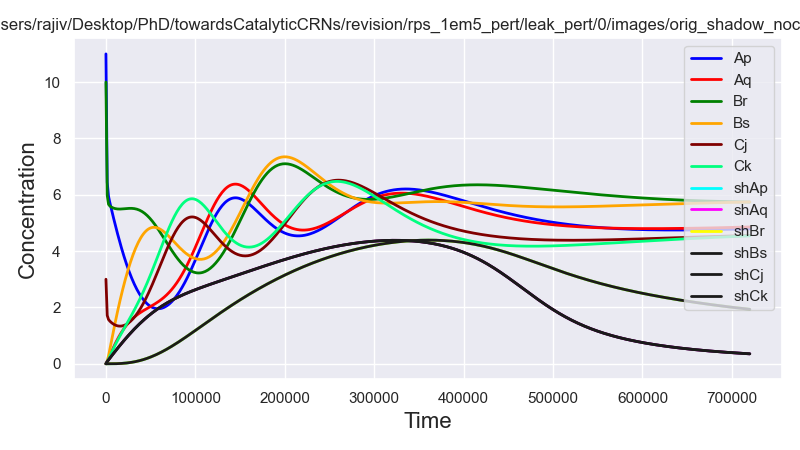 sers/rajiv/Desktop/PhD/towardsCatalyticCRNs/revision/rps_1em5_pert/leak_pert/0/images/orig_shadow_noc
Concentration
10
8
6
4
2
0
0
100000
200000
300000
400000
500000
600000
700000
Time
Ap
Aq
Br
Bs
Cj
Ck
shAp
shAq
shBr
shBs
shCj
shCk